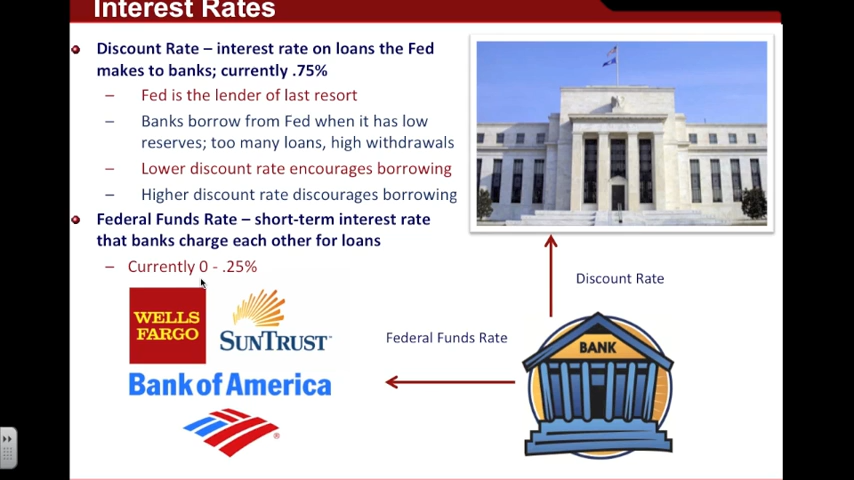 Interest Rates
Discount Rate – interest rate on loans the Fed
makes to banks; currently .75%
– Fed is the lender of last resort
– Banks borrow from Fed when it has low
reserves; too many loans, high withdrawals
– Lower discount rate encourages borrowing
– Higher discount rate discourages borrowing
Federal Funds Rate – short-term interest rate
that banks charge each other for loans
– Currently 0 - .25%
Discount Rate
WELLS
FARGO
SUNTRUST
Federal Funds Rate
BANK
Bank of America
®